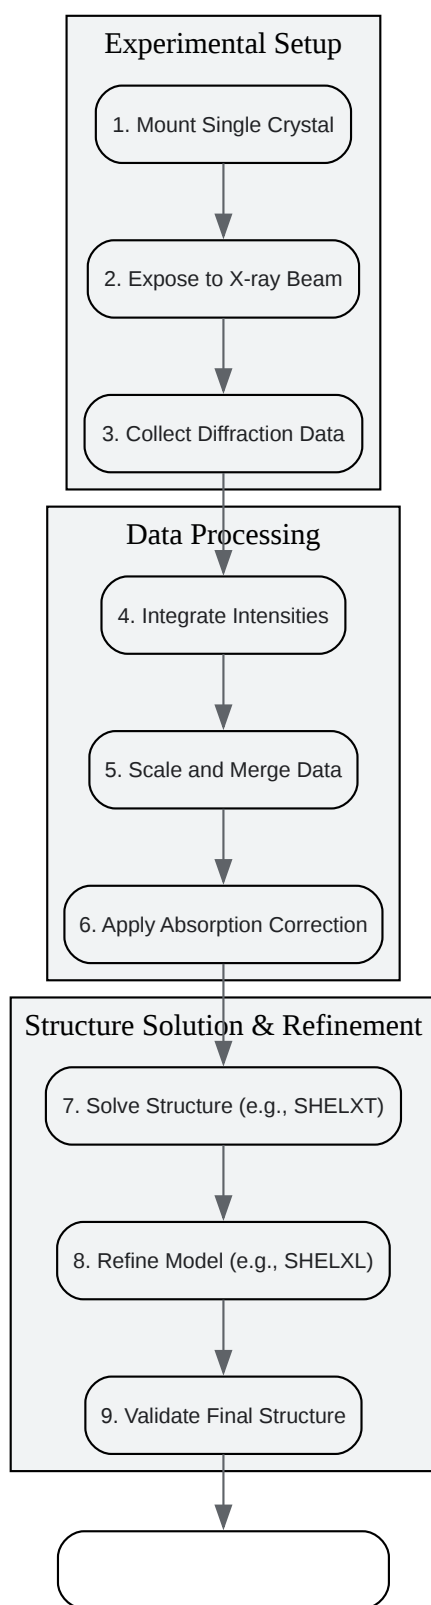 Experimental Setup
1. Mount Single Crystal
2. Expose to X-ray Beam
3. Collect Diffraction Data
Data Processing
4. Integrate Intensities
5. Scale and Merge Data
6. Apply Absorption Correction
Structure Solution & Refinement
7. Solve Structure (e.g., SHELXT)
8. Refine Model (e.g., SHELXL)
9. Validate Final Structure